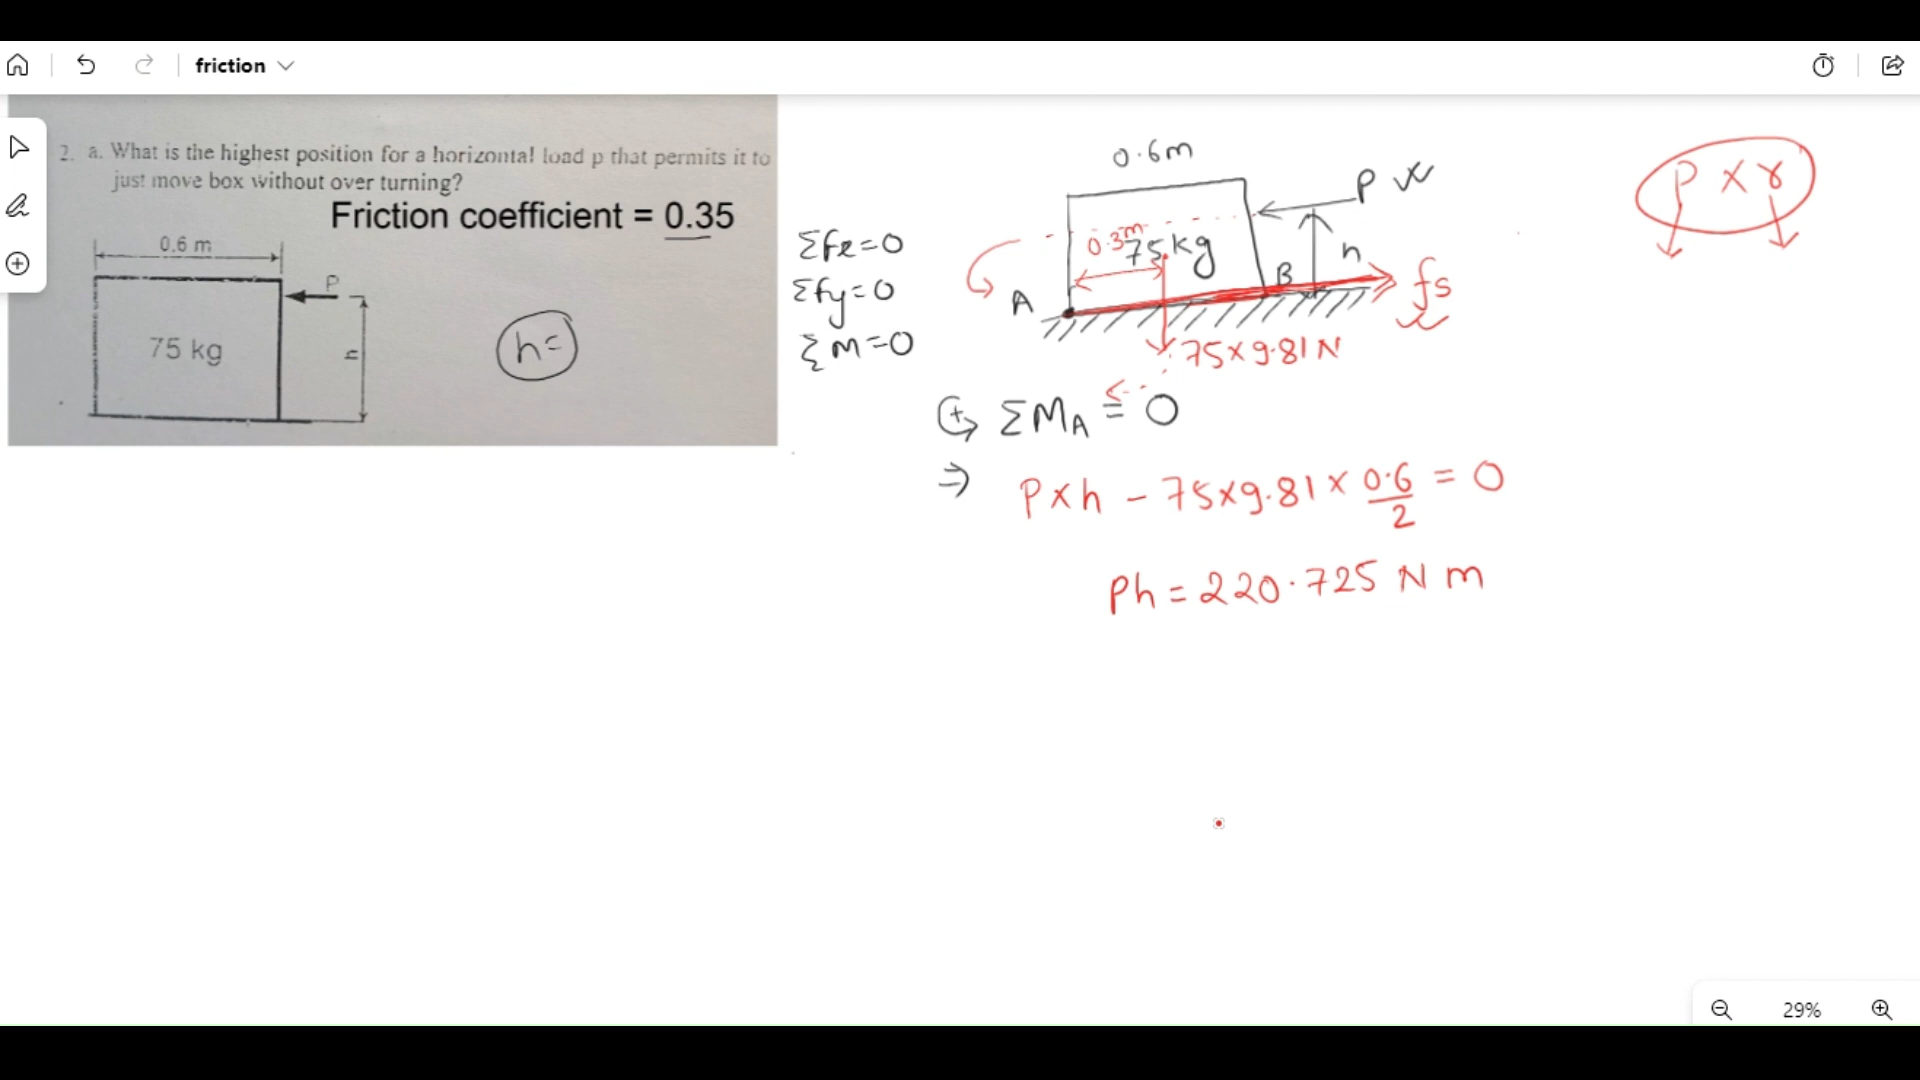 friction
2. a. What is the highest position for a horizontal load p that permits it to
just move box without over turning?
Friction coefficient = 0.35
0.6 m
P
75 kg
h
h=
Σfx=0
Σfy=0
ΣM=0
0.6m
P
0.3m
75kg
h
A
B
fs
75×9.81 N
P × r
+ ΣMA = 0
⇒ P×h - 75×9.81× 0.6/2 = 0
Ph = 220.725 N m
29%